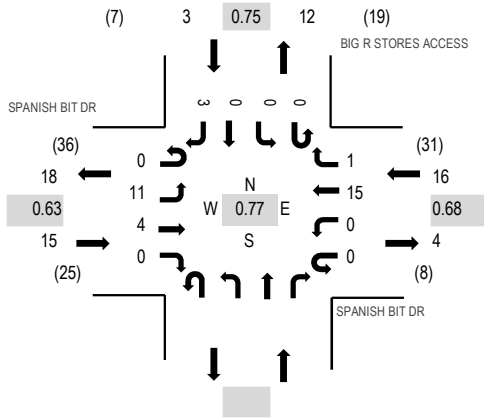 (7) 3 0.75 12 (19)
BIG R STORES ACCESS
SPANISH BIT DR
3 0 0 0
(36) (31)
18 0 1 16
11 N 15
0.63 W 0.77 E 0.68
4 S 0
15 0 0 4
(25) (8)
SPANISH BIT DR